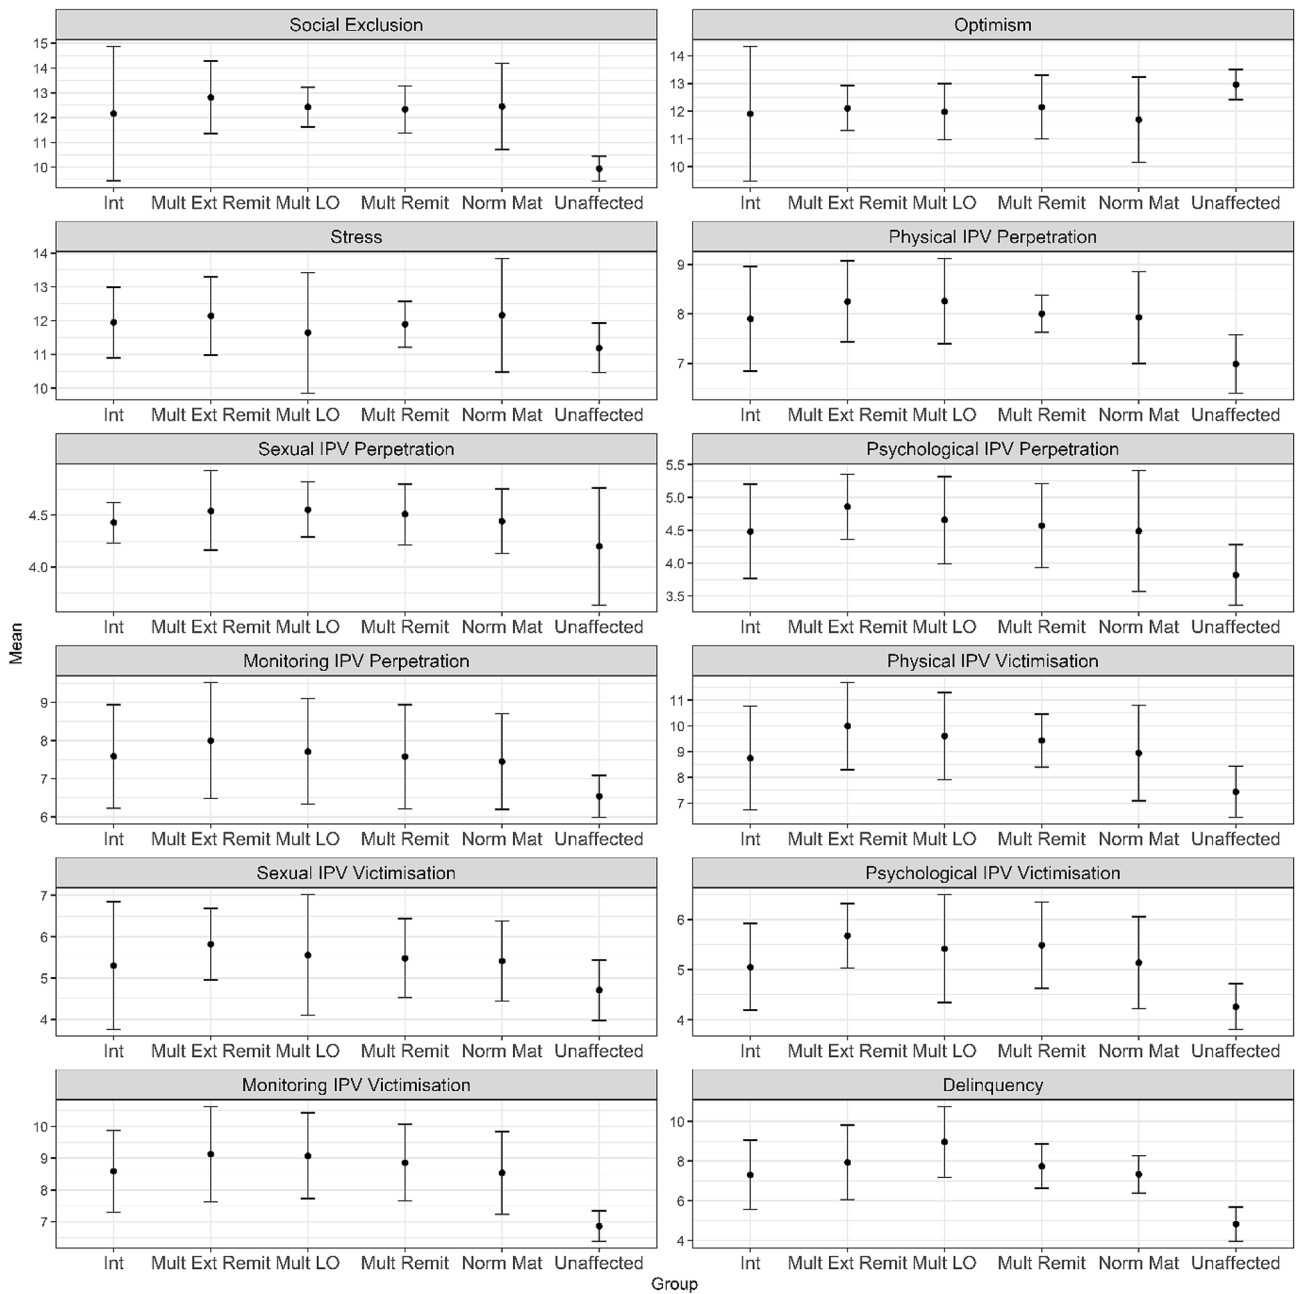 Social Exclusion
15
14
13
12
11
10
Int Mult Ext Remit Mult LO Mult Remit Norm Mat Unaffected
Optimism
14
13
12
11
10
Int Mult Ext Remit Mult LO Mult Remit Norm Mat Unaffected
Stress
14
13
12
11
10
Int Mult Ext Remit Mult LO Mult Remit Norm Mat Unaffected
Physical IPV Perpetration
9
8
7
Int Mult Ext Remit Mult LO Mult Remit Norm Mat Unaffected
Sexual IPV Perpetration
4.5
4.0
Int Mult Ext Remit Mult LO Mult Remit Norm Mat Unaffected
Psychological IPV Perpetration
5.5
5.0
4.5
4.0
3.5
Int Mult Ext Remit Mult LO Mult Remit Norm Mat Unaffected
Mean
Monitoring IPV Perpetration
9
8
7
6
Int Mult Ext Remit Mult LO Mult Remit Norm Mat Unaffected
Physical IPV Victimisation
11
10
9
8
7
Int Mult Ext Remit Mult LO Mult Remit Norm Mat Unaffected
Sexual IPV Victimisation
7
6
5
4
Int Mult Ext Remit Mult LO Mult Remit Norm Mat Unaffected
Psychological IPV Victimisation
6
5
4
Int Mult Ext Remit Mult LO Mult Remit Norm Mat Unaffected
Monitoring IPV Victimisation
10
9
8
7
Int Mult Ext Remit Mult LO Mult Remit Norm Mat Unaffected
Delinquency
10
8
6
4
Int Mult Ext Remit Mult LO Mult Remit Norm Mat Unaffected
Group